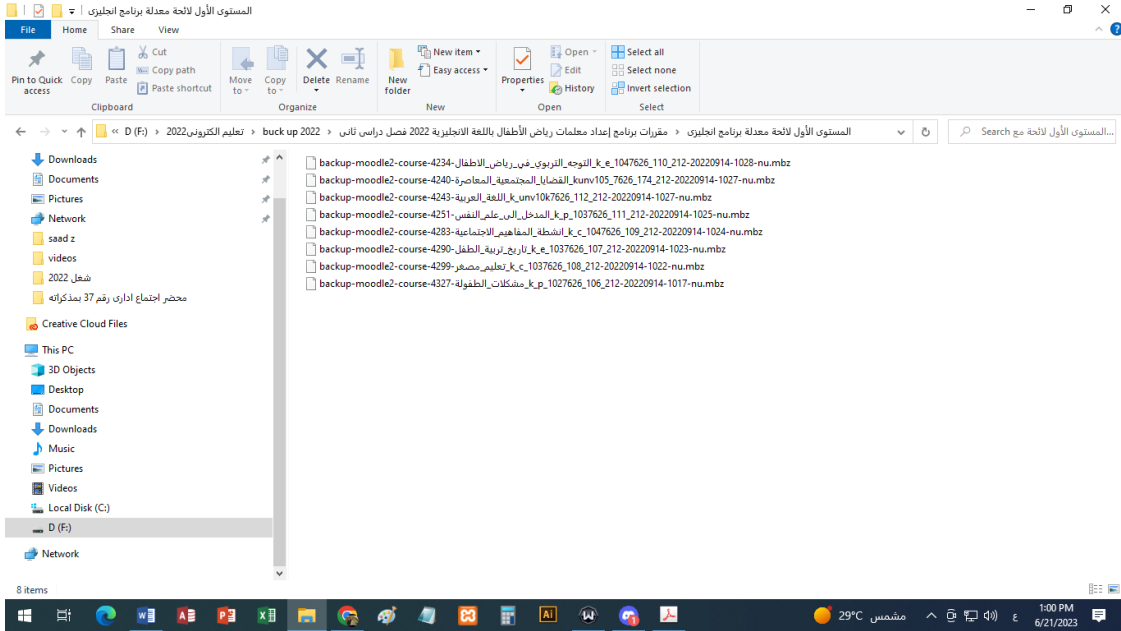 المستوى الأول لائحة معدلة برنامج انجليزى
File Home Share View
Pin to Quick access
Copy
Paste
Cut
Copy path
Paste shortcut
Clipboard
Move to
Copy to
Delete
Rename
Organize
New folder
New item
Easy access
New
Properties
Open
Edit
History
Open
Select all
Select none
Invert selection
Select
« D (F:) › تعليم الكترونى2022 › buck up 2022 › مقررات برنامج إعداد معلمات رياض الأطفال باللغة الانجليزية 2022 فصل دراسى ثانى › المستوى الأول لائحة معدلة برنامج انجليزى
Search المستوى الأول لائحة مع...
Downloads
Documents
Pictures
Network
saad z
videos
شغل 2022
محضر اجتماع ادارى رقم 37 بمذكراته
Creative Cloud Files
This PC
3D Objects
Desktop
Documents
Downloads
Music
Pictures
Videos
Local Disk (C:)
D (F:)
Network
backup-moodle2-course-4234-التوجه_التربوي_في_رياض_الاطفال_k_e_1047626_110_212-20220914-1028-nu.mbz
backup-moodle2-course-4240-القضايا_المجتمعية_المعاصرة_kunv105_7626_174_212-20220914-1027-nu.mbz
backup-moodle2-course-4243-اللغة_العربية_k_unv10k7626_112_212-20220914-1027-nu.mbz
backup-moodle2-course-4251-المدخل_الى_علم_النفس_k_p_1037626_111_212-20220914-1025-nu.mbz
backup-moodle2-course-4283-انشطة_المفاهيم_الاجتماعية_k_c_1047626_109_212-20220914-1024-nu.mbz
backup-moodle2-course-4290-تاريخ_تربية_الطفل_k_e_1037626_107_212-20220914-1023-nu.mbz
backup-moodle2-course-4299-تعليم_مصغر_k_c_1037626_108_212-20220914-1022-nu.mbz
backup-moodle2-course-4327-مشكلات_الطفولة_k_p_1027626_106_212-20220914-1017-nu.mbz
8 items
29°C مشمس
ع
1:00 PM
6/21/2023